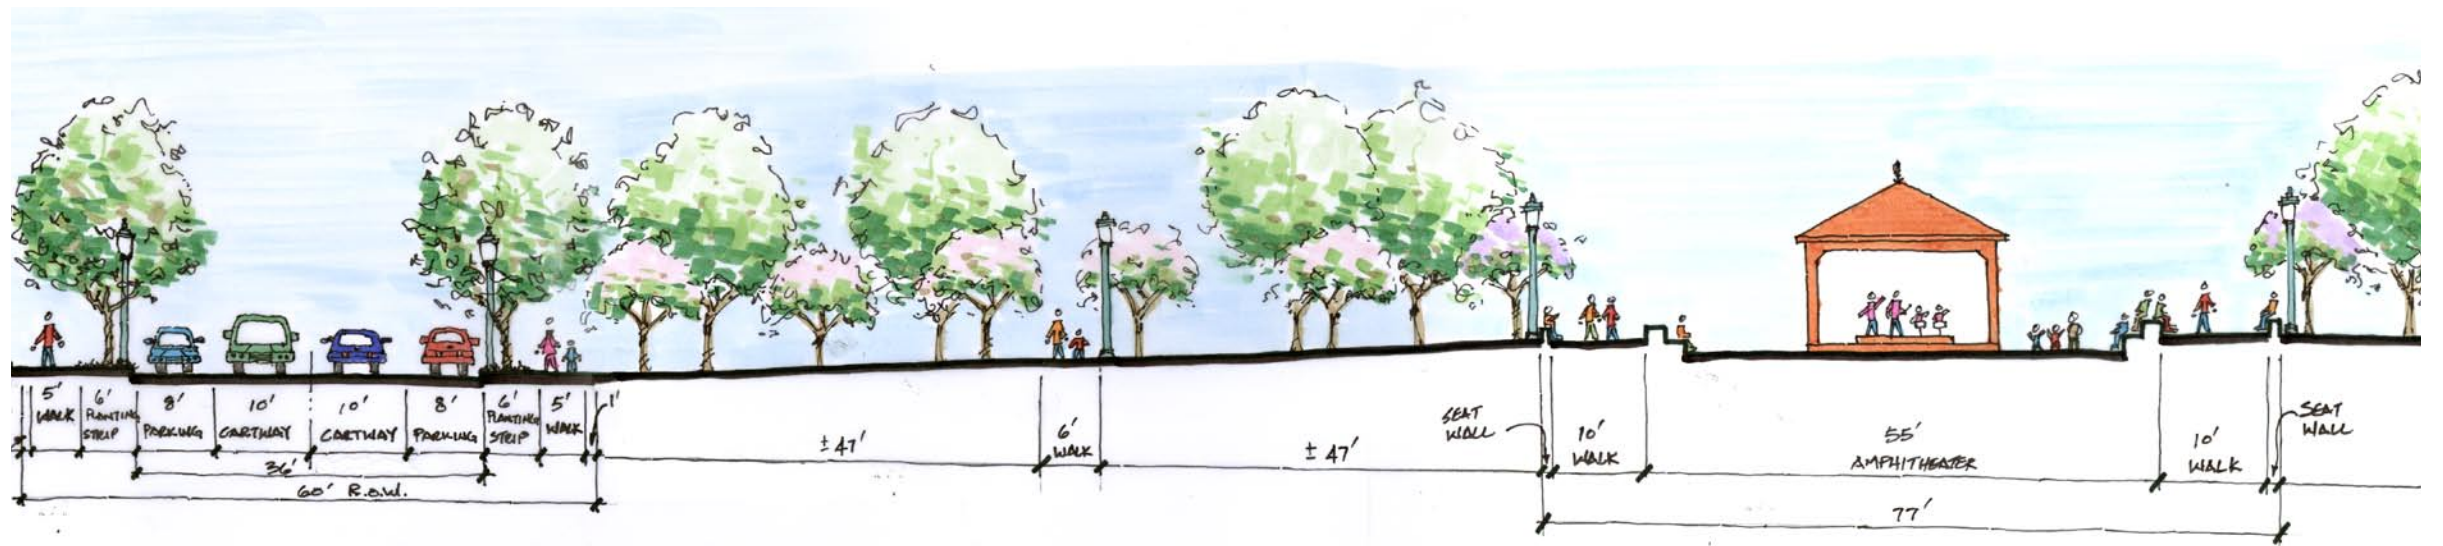 5'
WALK
6'
PLANTING
STRIP
8'
PARKING
10'
CARTWAY
10'
CARTWAY
8'
PARKING
6'
PLANTING
STRIP
5'
WALK
1'
36'
60' R.O.W.
± 47'
6'
WALK
± 47'
SEAT
WALL
10'
WALK
55'
AMPHITHEATER
10'
WALK
SEAT
WALL
77'